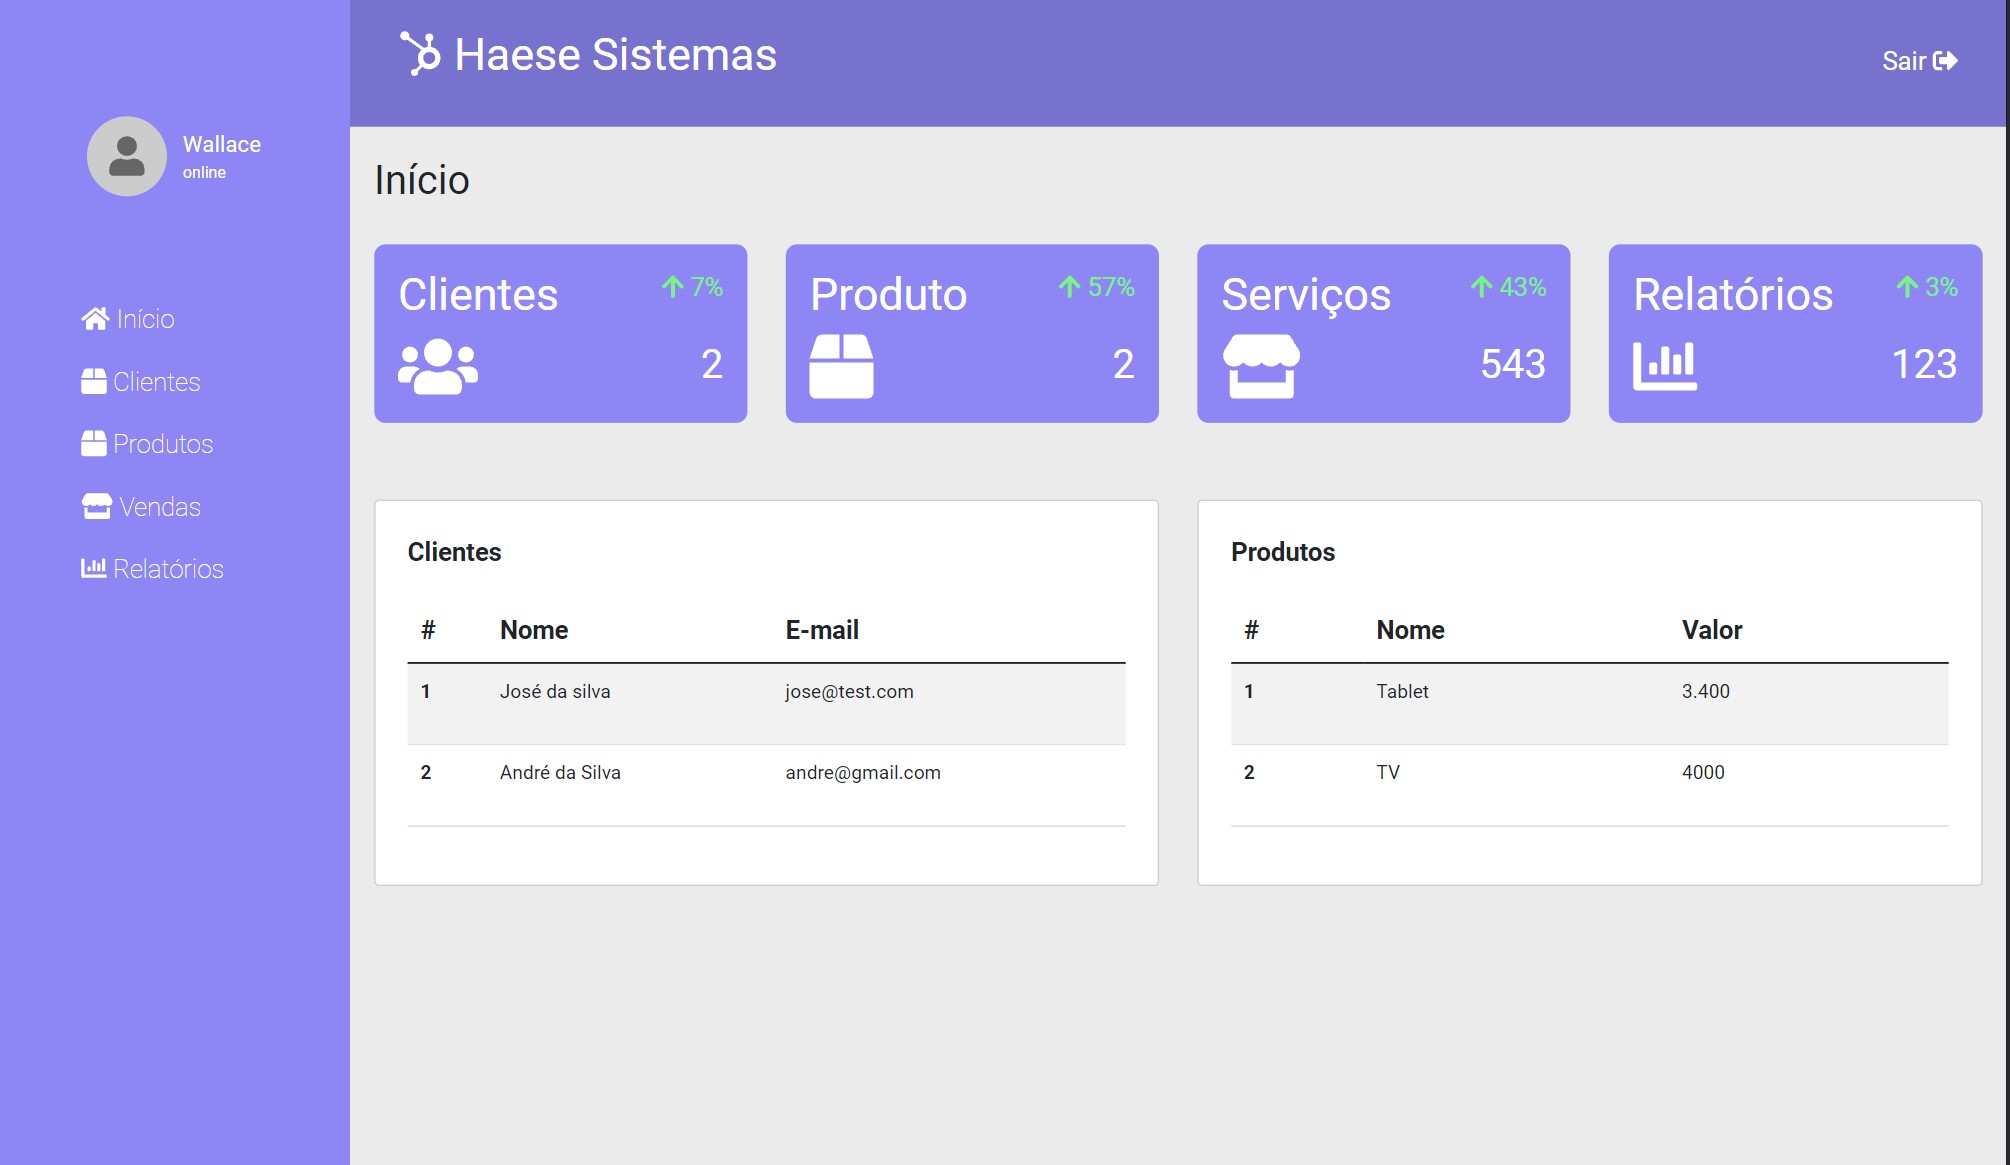 Haese Sistemas
Sair
Wallace
online
Início
Clientes
Produtos
Vendas
Relatórios
Início
Clientes 7%
2
Produto 57%
2
Serviços 43%
543
Relatórios 3%
123
Clientes
# Nome E-mail
1 José da silva jose@test.com
2 André da Silva andre@gmail.com
Produtos
# Nome Valor
1 Tablet 3.400
2 TV 4000